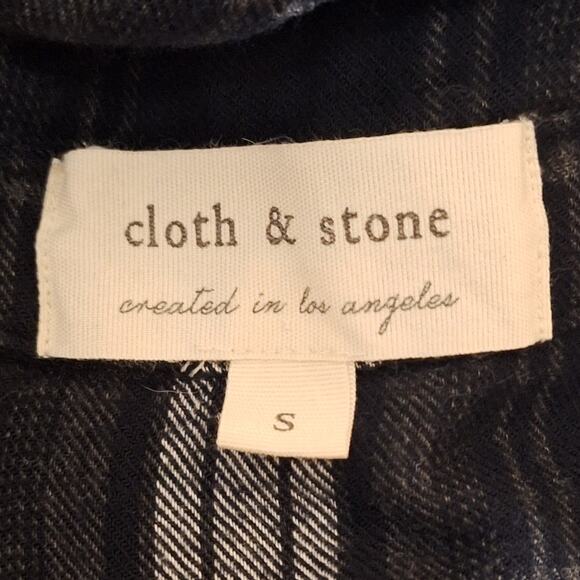 cloth & stone
created in los angeles
S